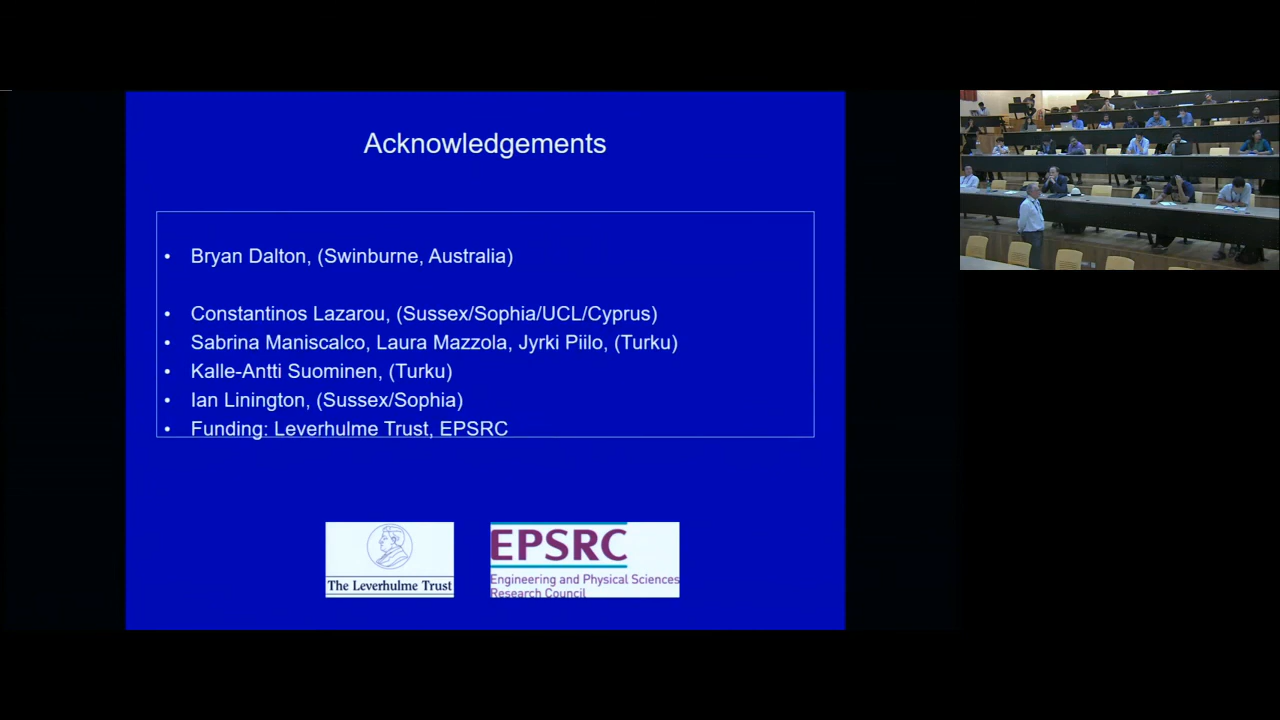 Acknowledgements
• Bryan Dalton, (Swinburne, Australia)
• Constantinos Lazarou, (Sussex/Sophia/UCL/Cyprus)
• Sabrina Maniscalco, Laura Mazzola, Jyrki Piilo, (Turku)
• Kalle-Antti Suominen, (Turku)
• Ian Linington, (Sussex/Sophia)
• Funding: Leverhulme Trust, EPSRC
The Leverhulme Trust
EPSRC
Engineering and Physical Sciences
Research Council